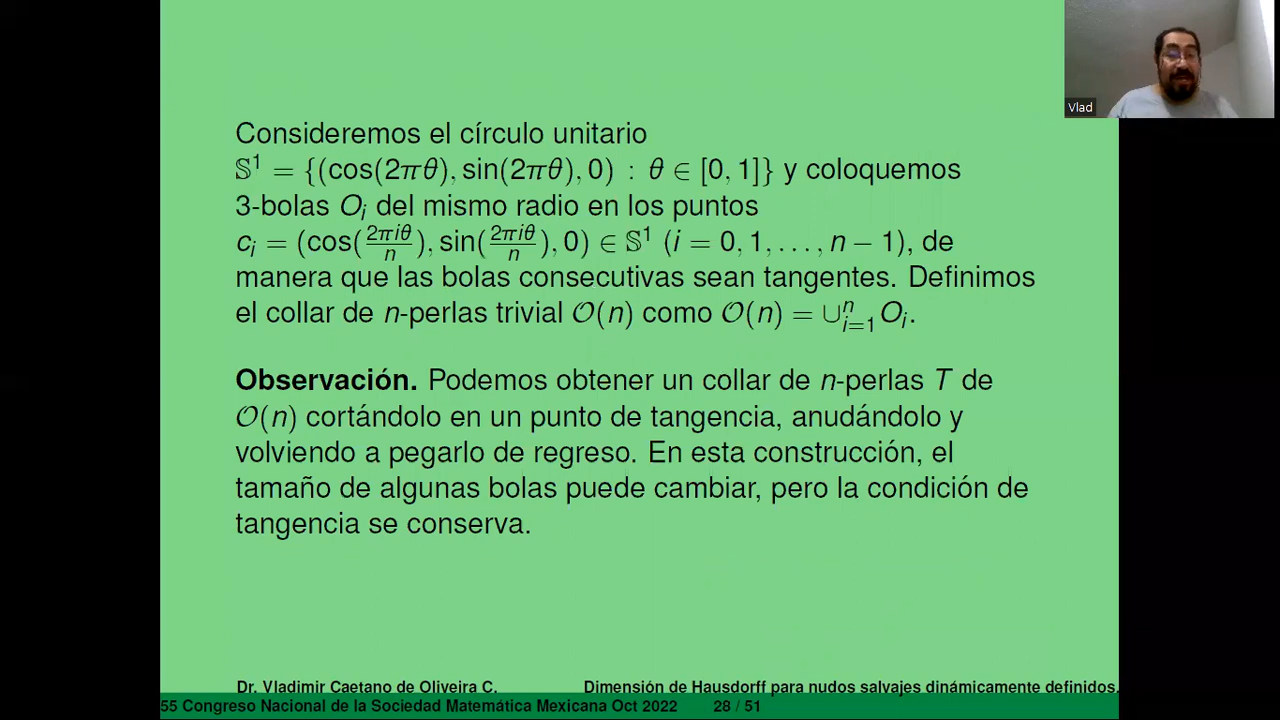 Consideremos el círculo unitario
𝕊¹ = {(cos(2πθ), sin(2πθ), 0) : θ ∈ [0, 1]} y coloquemos
3-bolas Oᵢ del mismo radio en los puntos
cᵢ = (cos(2πiθ/n), sin(2πiθ/n), 0) ∈ 𝕊¹ (i = 0, 1, . . . , n − 1), de
manera que las bolas consecutivas sean tangentes. Definimos
el collar de n-perlas trivial 𝒪(n) como 𝒪(n) = ∪ⁿᵢ₌₁Oᵢ.
Observación. Podemos obtener un collar de n-perlas T de
𝒪(n) cortándolo en un punto de tangencia, anudándolo y
volviendo a pegarlo de regreso. En esta construcción, el
tamaño de algunas bolas puede cambiar, pero la condición de
tangencia se conserva.
Vlad
Dr. Vladimir Caetano de Oliveira C. Dimensión de Hausdorff para nudos salvajes dinámicamente definidos.
55 Congreso Nacional de la Sociedad Matemática Mexicana Oct 2022 28 / 51